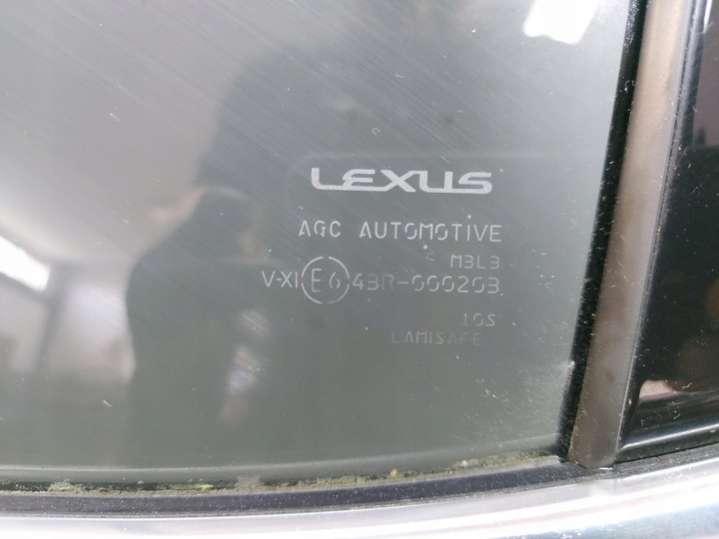 LEXUS
AGC AUTOMOTIVE
M3L3
V-XI E6 43R-000203
10S
LAMISAFE